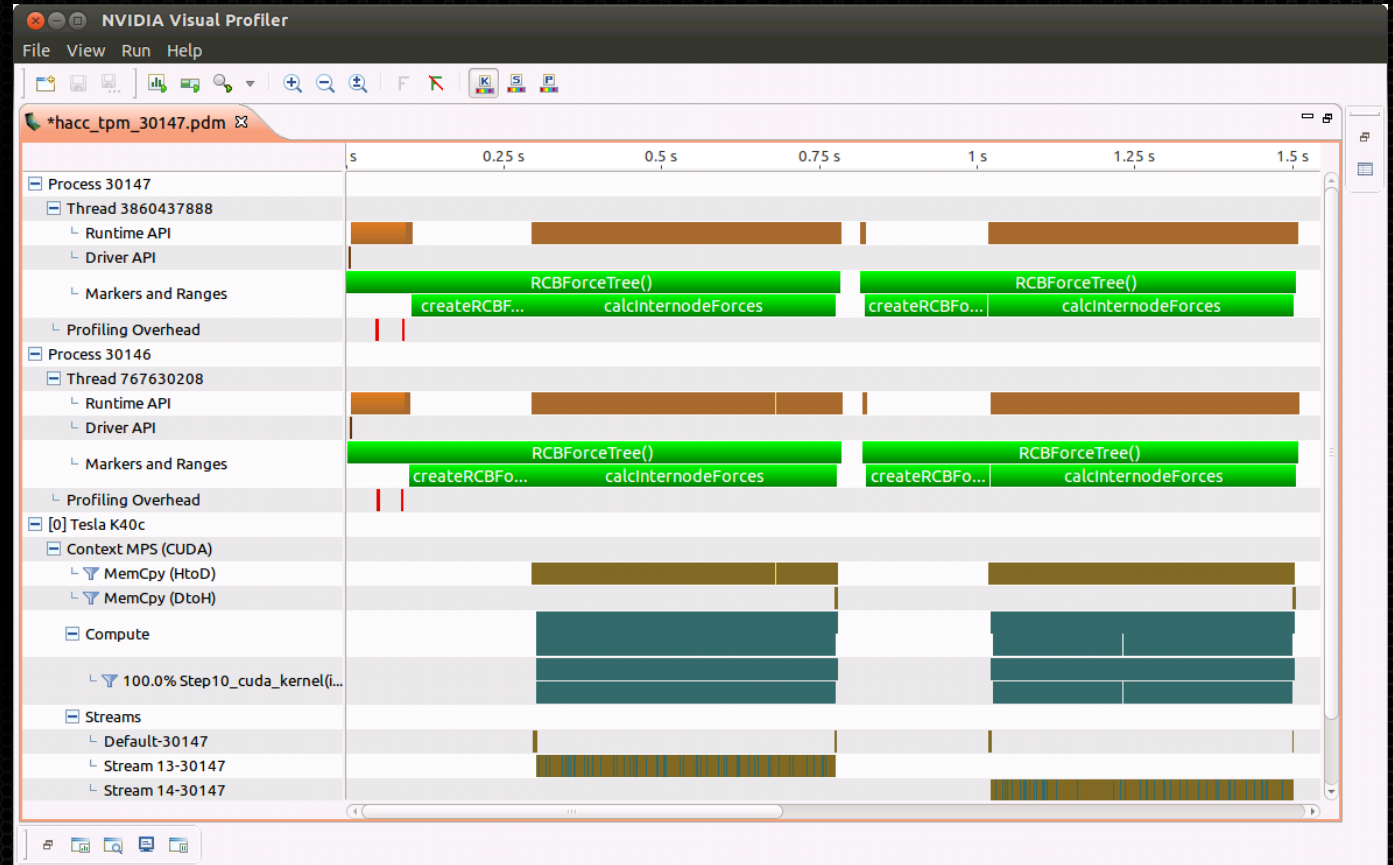 NVIDIA Visual Profiler
File View Run Help
*hacc_tpm_30147.pdm
s 0.25 s 0.5 s 0.75 s 1 s 1.25 s 1.5 s
Process 30147
Thread 3860437888
Runtime API
Driver API
Markers and Ranges
RCBForceTree() RCBForceTree()
createRCBF... calcInternodeForces createRCBFo... calcInternodeForces
Profiling Overhead
Process 30146
Thread 767630208
Runtime API
Driver API
Markers and Ranges
RCBForceTree() RCBForceTree()
createRCBFo... calcInternodeForces createRCBFo... calcInternodeForces
Profiling Overhead
[0] Tesla K40c
Context MPS (CUDA)
MemCpy (HtoD)
MemCpy (DtoH)
Compute
100.0% Step10_cuda_kernel(i...
Streams
Default-30147
Stream 13-30147
Stream 14-30147